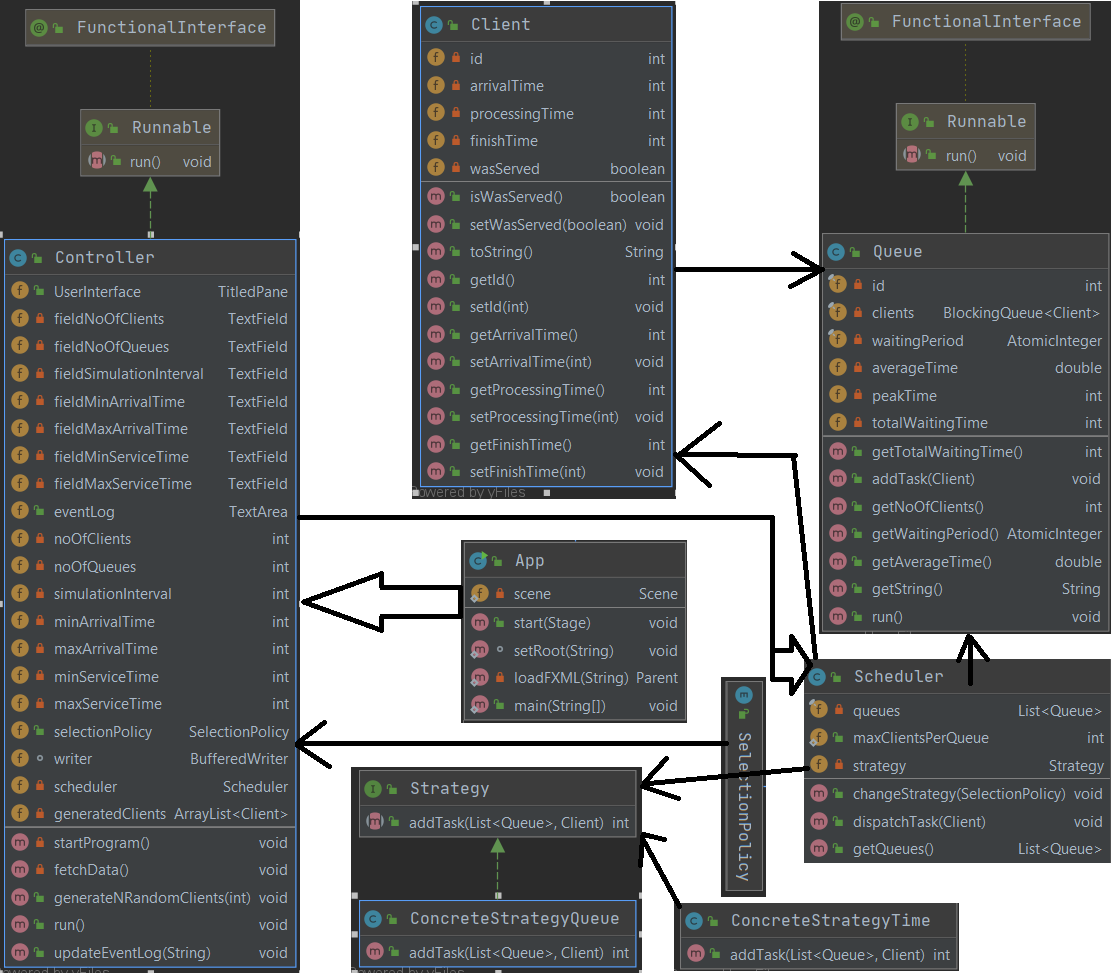 FunctionalInterface
Runnable
run() void
Controller
UserInterface TitledPane
fieldNoOfClients TextField
fieldNoOfQueues TextField
fieldSimulationInterval TextField
fieldMinArrivalTime TextField
fieldMaxArrivalTime TextField
fieldMinServiceTime TextField
fieldMaxServiceTime TextField
eventLog TextArea
noOfClients int
noOfQueues int
simulationInterval int
minArrivalTime int
maxArrivalTime int
minServiceTime int
maxServiceTime int
selectionPolicy SelectionPolicy
writer BufferedWriter
scheduler Scheduler
generatedClients ArrayList<Client>
startProgram() void
fetchData() void
generateNRandomClients(int) void
run() void
updateEventLog(String) void
powered by yFiles
Client
id int
arrivalTime int
processingTime int
finishTime int
wasServed boolean
isWasServed() boolean
setWasServed(boolean) void
toString() String
getId() int
setId(int) void
getArrivalTime() int
setArrivalTime(int) void
getProcessingTime() int
setProcessingTime(int) void
getFinishTime() int
setFinishTime(int) void
Powered by yFiles
App
scene Scene
start(Stage) void
setRoot(String) void
loadFXML(String) Parent
main(String[]) void
Strategy
addTask(List<Queue>, Client) int
ConcreteStrategyQueue
addTask(List<Queue>, Client) int
Powered by yFiles
ConcreteStrategyTime
addTask(List<Queue>, Client) int
SelectionPolicy
FunctionalInterface
Runnable
run() void
Queue
id int
clients BlockingQueue<Client>
waitingPeriod AtomicInteger
averageTime double
peakTime int
totalWaitingTime int
getTotalWaitingTime() int
addTask(Client) void
getNoOfClients() int
getWaitingPeriod() AtomicInteger
getAverageTime() double
getString() String
run() void
Scheduler
queues List<Queue>
maxClientsPerQueue int
strategy Strategy
changeStrategy(SelectionPolicy) void
dispatchTask(Client) void
getQueues() List<Queue>